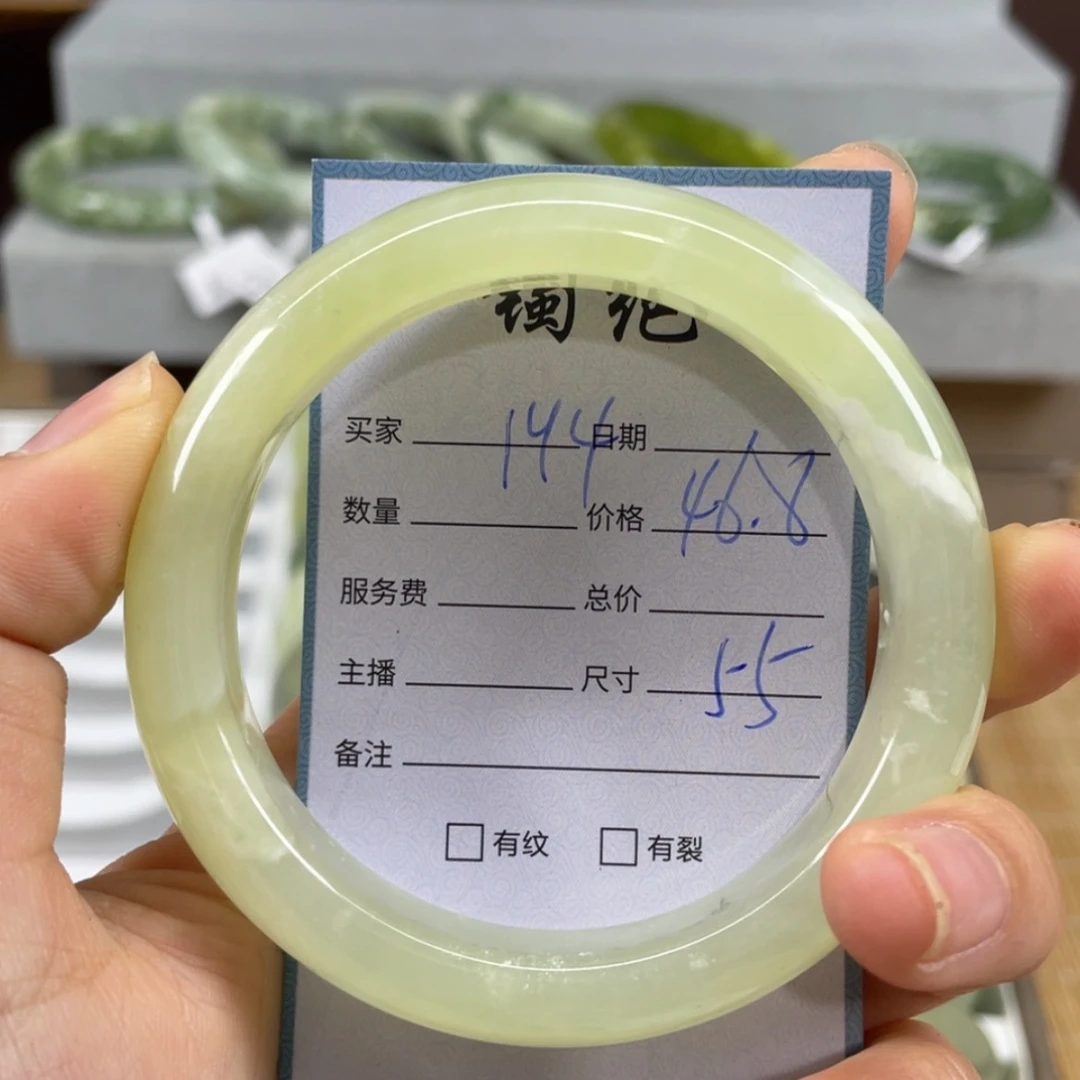 镯
买家 144 日期
数量 价格 46.8
服务费 总价
主播 尺寸 55
备注
有纹 有裂